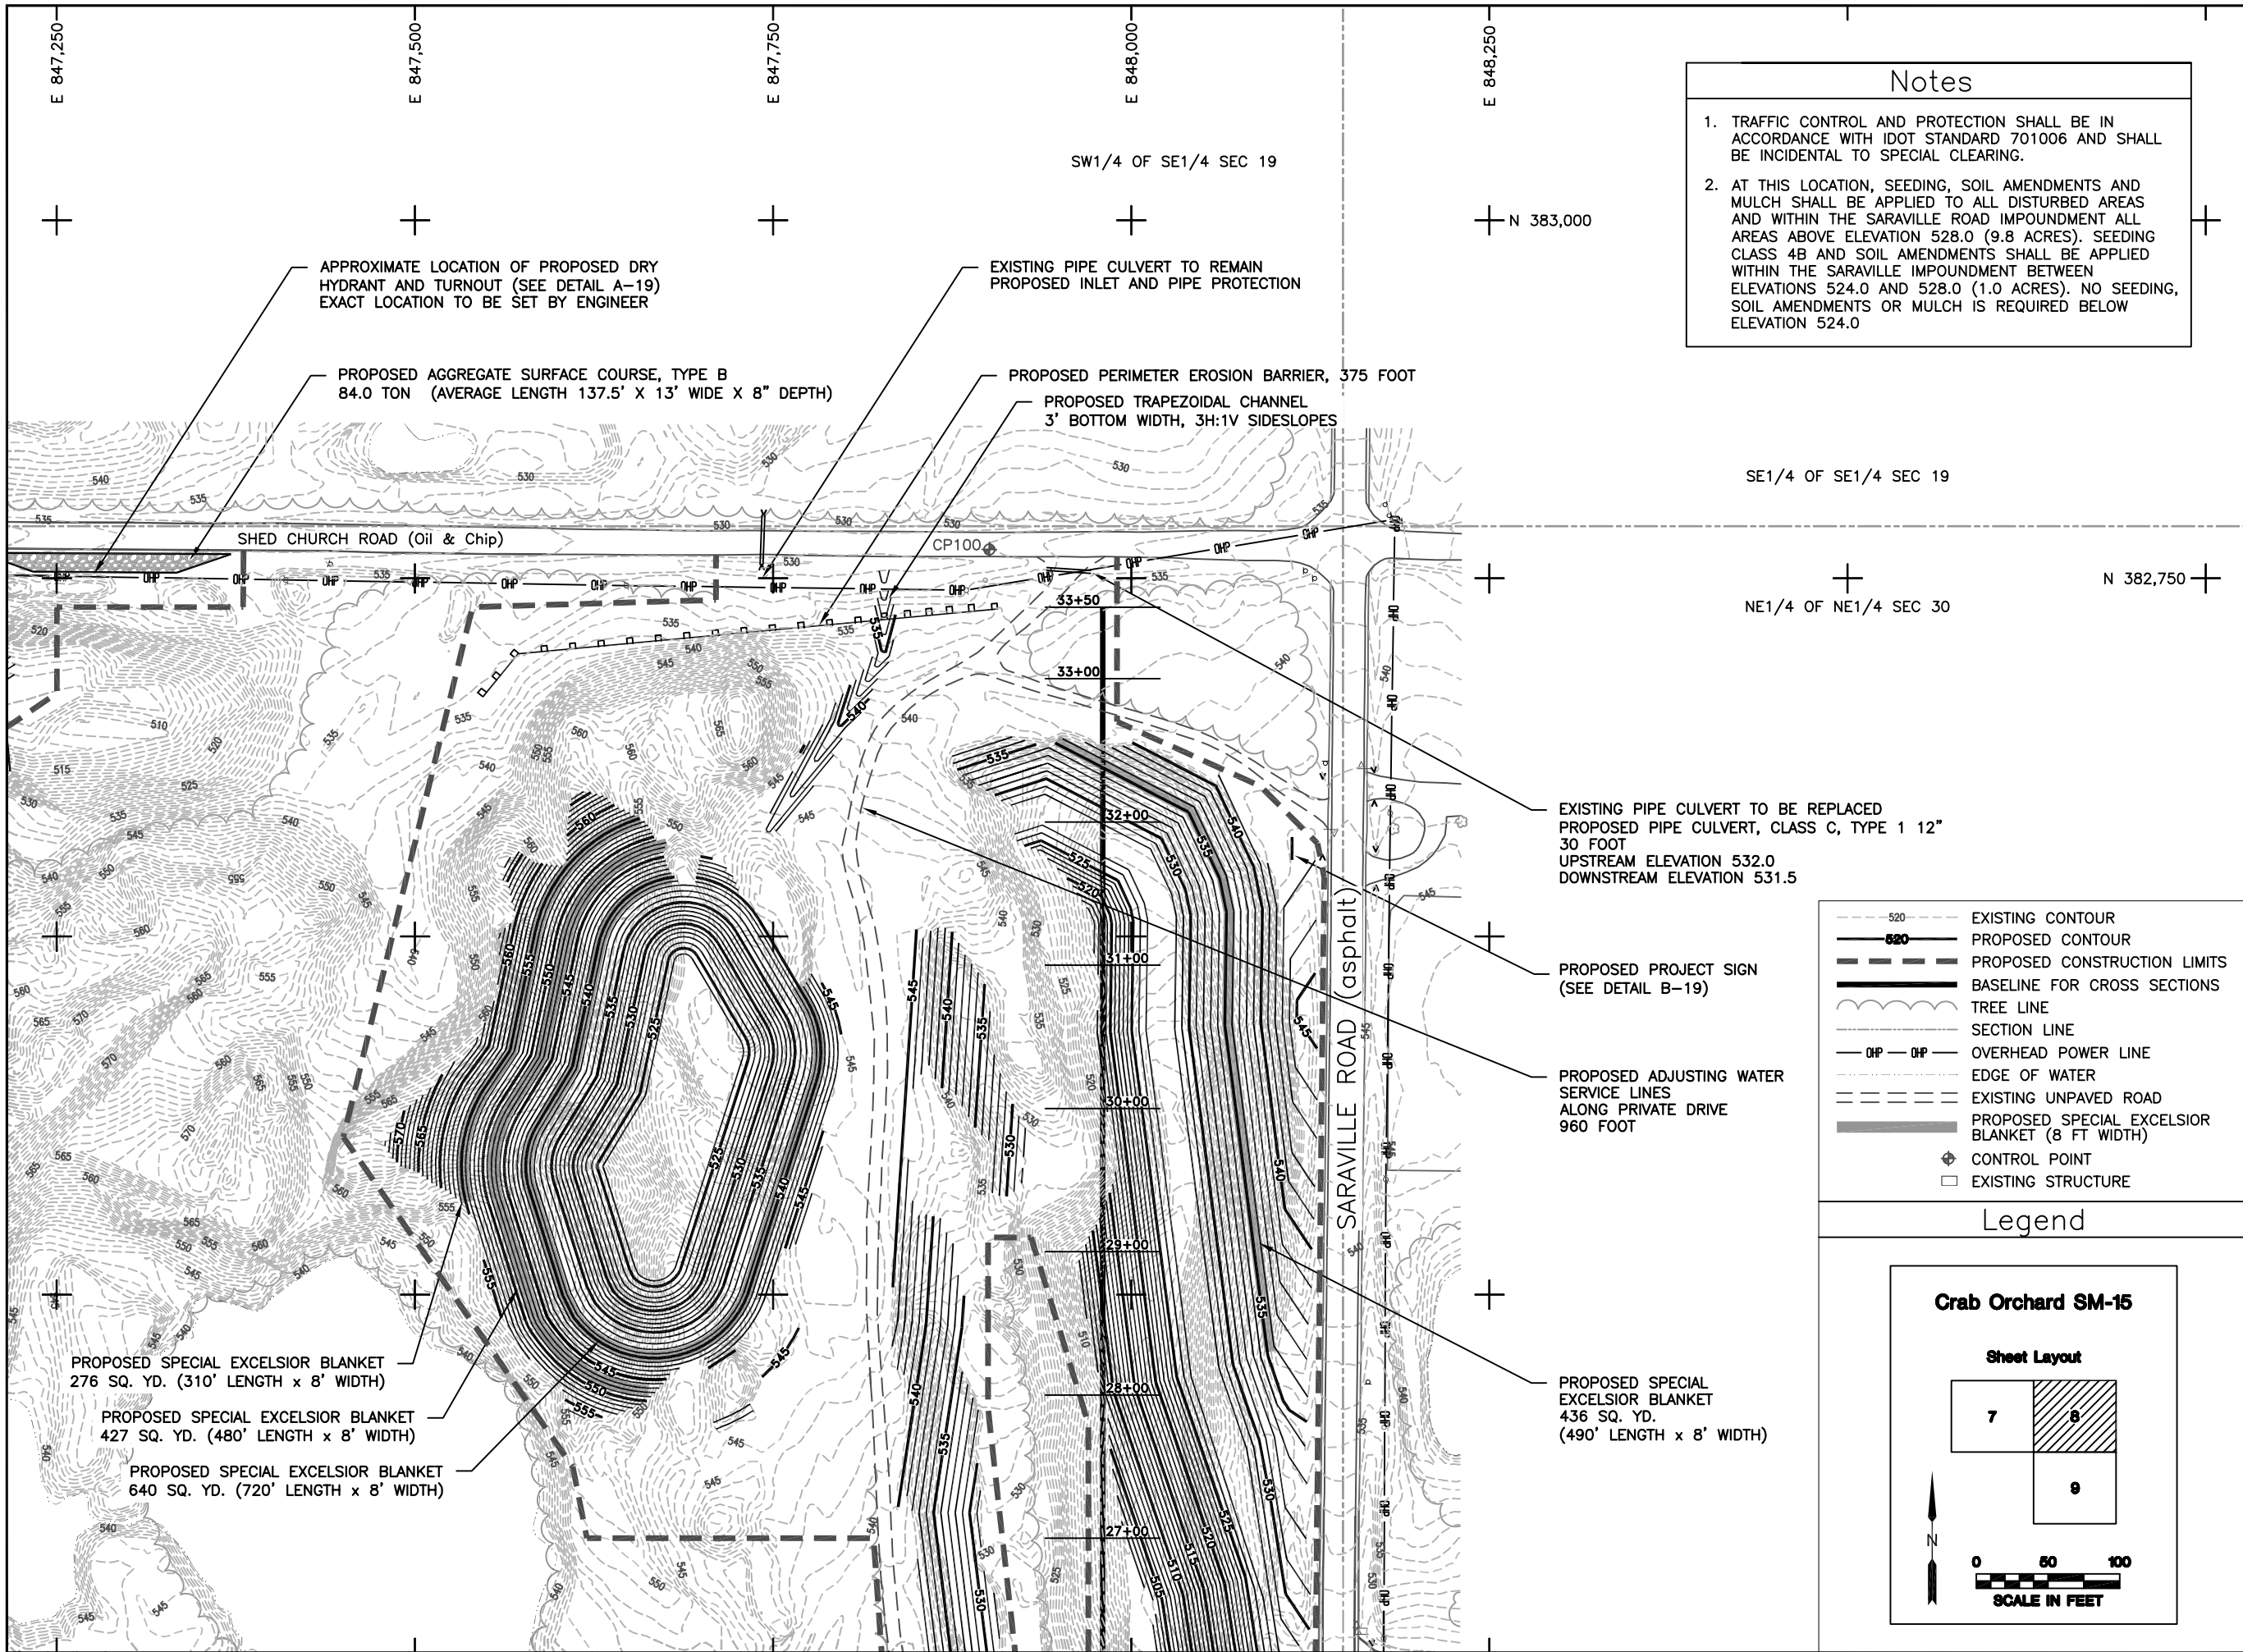 E 847,250
E 847,500
E 847,750
E 848,000
E 848,250
Notes
1. TRAFFIC CONTROL AND PROTECTION SHALL BE IN
ACCORDANCE WITH IDOT STANDARD 701006 AND SHALL
BE INCIDENTAL TO SPECIAL CLEARING.
2. AT THIS LOCATION, SEEDING, SOIL AMENDMENTS AND
MULCH SHALL BE APPLIED TO ALL DISTURBED AREAS
AND WITHIN THE SARAVILLE ROAD IMPOUNDMENT ALL
AREAS ABOVE ELEVATION 528.0 (9.8 ACRES). SEEDING
CLASS 4B AND SOIL AMENDMENTS SHALL BE APPLIED
WITHIN THE SARAVILLE IMPOUNDMENT BETWEEN
ELEVATIONS 524.0 AND 528.0 (1.0 ACRES). NO SEEDING,
SOIL AMENDMENTS OR MULCH IS REQUIRED BELOW
ELEVATION 524.0
SW1/4 OF SE1/4 SEC 19
N 383,000
APPROXIMATE LOCATION OF PROPOSED DRY
HYDRANT AND TURNOUT (SEE DETAIL A-19)
EXACT LOCATION TO BE SET BY ENGINEER
EXISTING PIPE CULVERT TO REMAIN
PROPOSED INLET AND PIPE PROTECTION
PROPOSED AGGREGATE SURFACE COURSE, TYPE B
84.0 TON (AVERAGE LENGTH 137.5' X 13' WIDE X 8" DEPTH)
PROPOSED PERIMETER EROSION BARRIER, 375 FOOT
PROPOSED TRAPEZOIDAL CHANNEL
3' BOTTOM WIDTH, 3H:1V SIDESLOPES
SE1/4 OF SE1/4 SEC 19
SHED CHURCH ROAD (Oil & Chip)
CP100
N 382,750
NE1/4 OF NE1/4 SEC 30
33+50
33+00
32+00
31+00
30+00
29+00
28+00
27+00
SARAVILLE ROAD (asphalt)
EXISTING PIPE CULVERT TO BE REPLACED
PROPOSED PIPE CULVERT, CLASS C, TYPE 1 12"
30 FOOT
UPSTREAM ELEVATION 532.0
DOWNSTREAM ELEVATION 531.5
PROPOSED PROJECT SIGN
(SEE DETAIL B-19)
PROPOSED ADJUSTING WATER
SERVICE LINES
ALONG PRIVATE DRIVE
960 FOOT
PROPOSED SPECIAL
EXCELSIOR BLANKET
436 SQ. YD.
(490' LENGTH x 8' WIDTH)
PROPOSED SPECIAL EXCELSIOR BLANKET
276 SQ. YD. (310' LENGTH x 8' WIDTH)
PROPOSED SPECIAL EXCELSIOR BLANKET
427 SQ. YD. (480' LENGTH x 8' WIDTH)
PROPOSED SPECIAL EXCELSIOR BLANKET
640 SQ. YD. (720' LENGTH x 8' WIDTH)
520 EXISTING CONTOUR
520 PROPOSED CONTOUR
PROPOSED CONSTRUCTION LIMITS
BASELINE FOR CROSS SECTIONS
TREE LINE
SECTION LINE
OHP OHP OVERHEAD POWER LINE
EDGE OF WATER
EXISTING UNPAVED ROAD
PROPOSED SPECIAL EXCELSIOR
BLANKET (8 FT WIDTH)
CONTROL POINT
EXISTING STRUCTURE
Legend
Crab Orchard SM-15
Sheet Layout
7
8
9
N
0 50 100
SCALE IN FEET